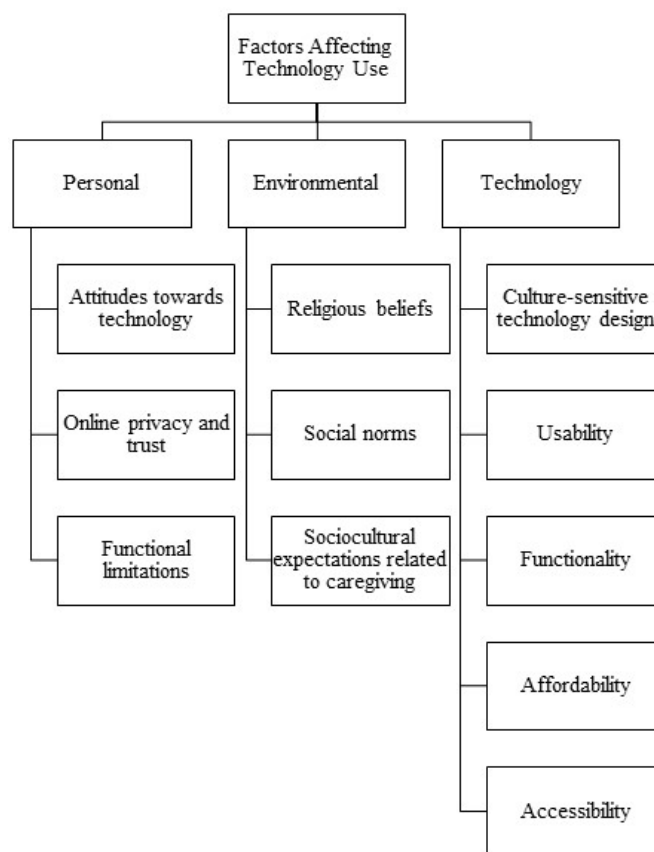 Factors Affecting
Technology Use
Personal
Environmental
Technology
Attitudes towards
technology
Online privacy and
trust
Functional
limitations
Religious beliefs
Social norms
Sociocultural
expectations related
to caregiving
Culture-sensitive
technology design
Usability
Functionality
Affordability
Accessibility